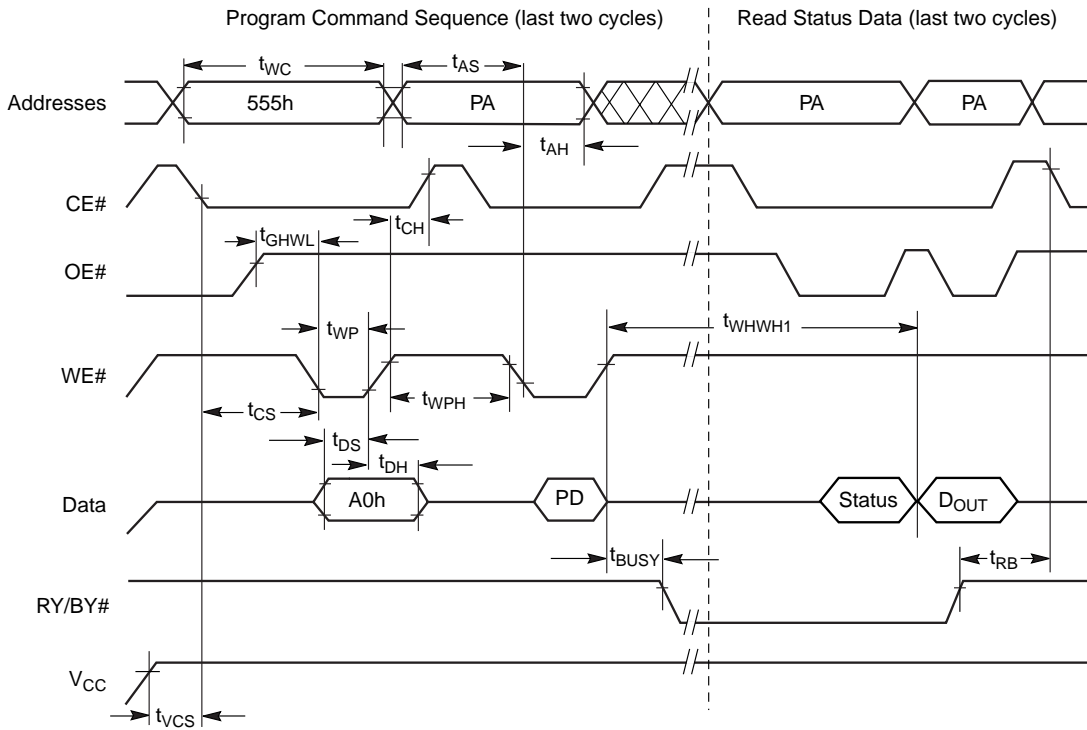 Program Command Sequence (last two cycles)
Read Status Data (last two cycles)
tWC
tAS
Addresses
555h
PA
PA
PA
tAH
CE#
tCH
tGHWL
OE#
tWP
tWHWH1
WE#
tCS
tWPH
tDS
tDH
Data
A0h
PD
Status
DOUT
tBUSY
tRB
RY/BY#
VCC
tVCS